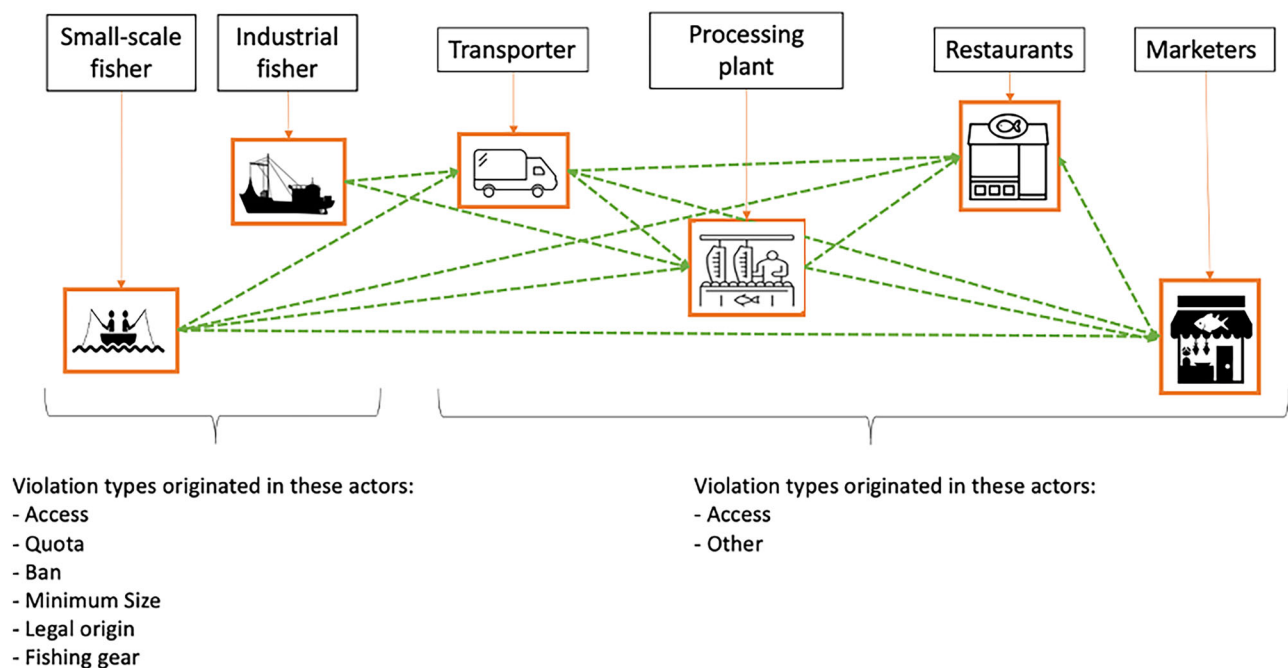 Small-scale
fisher
Industrial
fisher
Transporter
Processing
plant
Restaurants
Marketers
Violation types originated in these actors:
- Access
- Quota
- Ban
- Minimum Size
- Legal origin
- Fishing gear
Violation types originated in these actors:
- Access
- Other